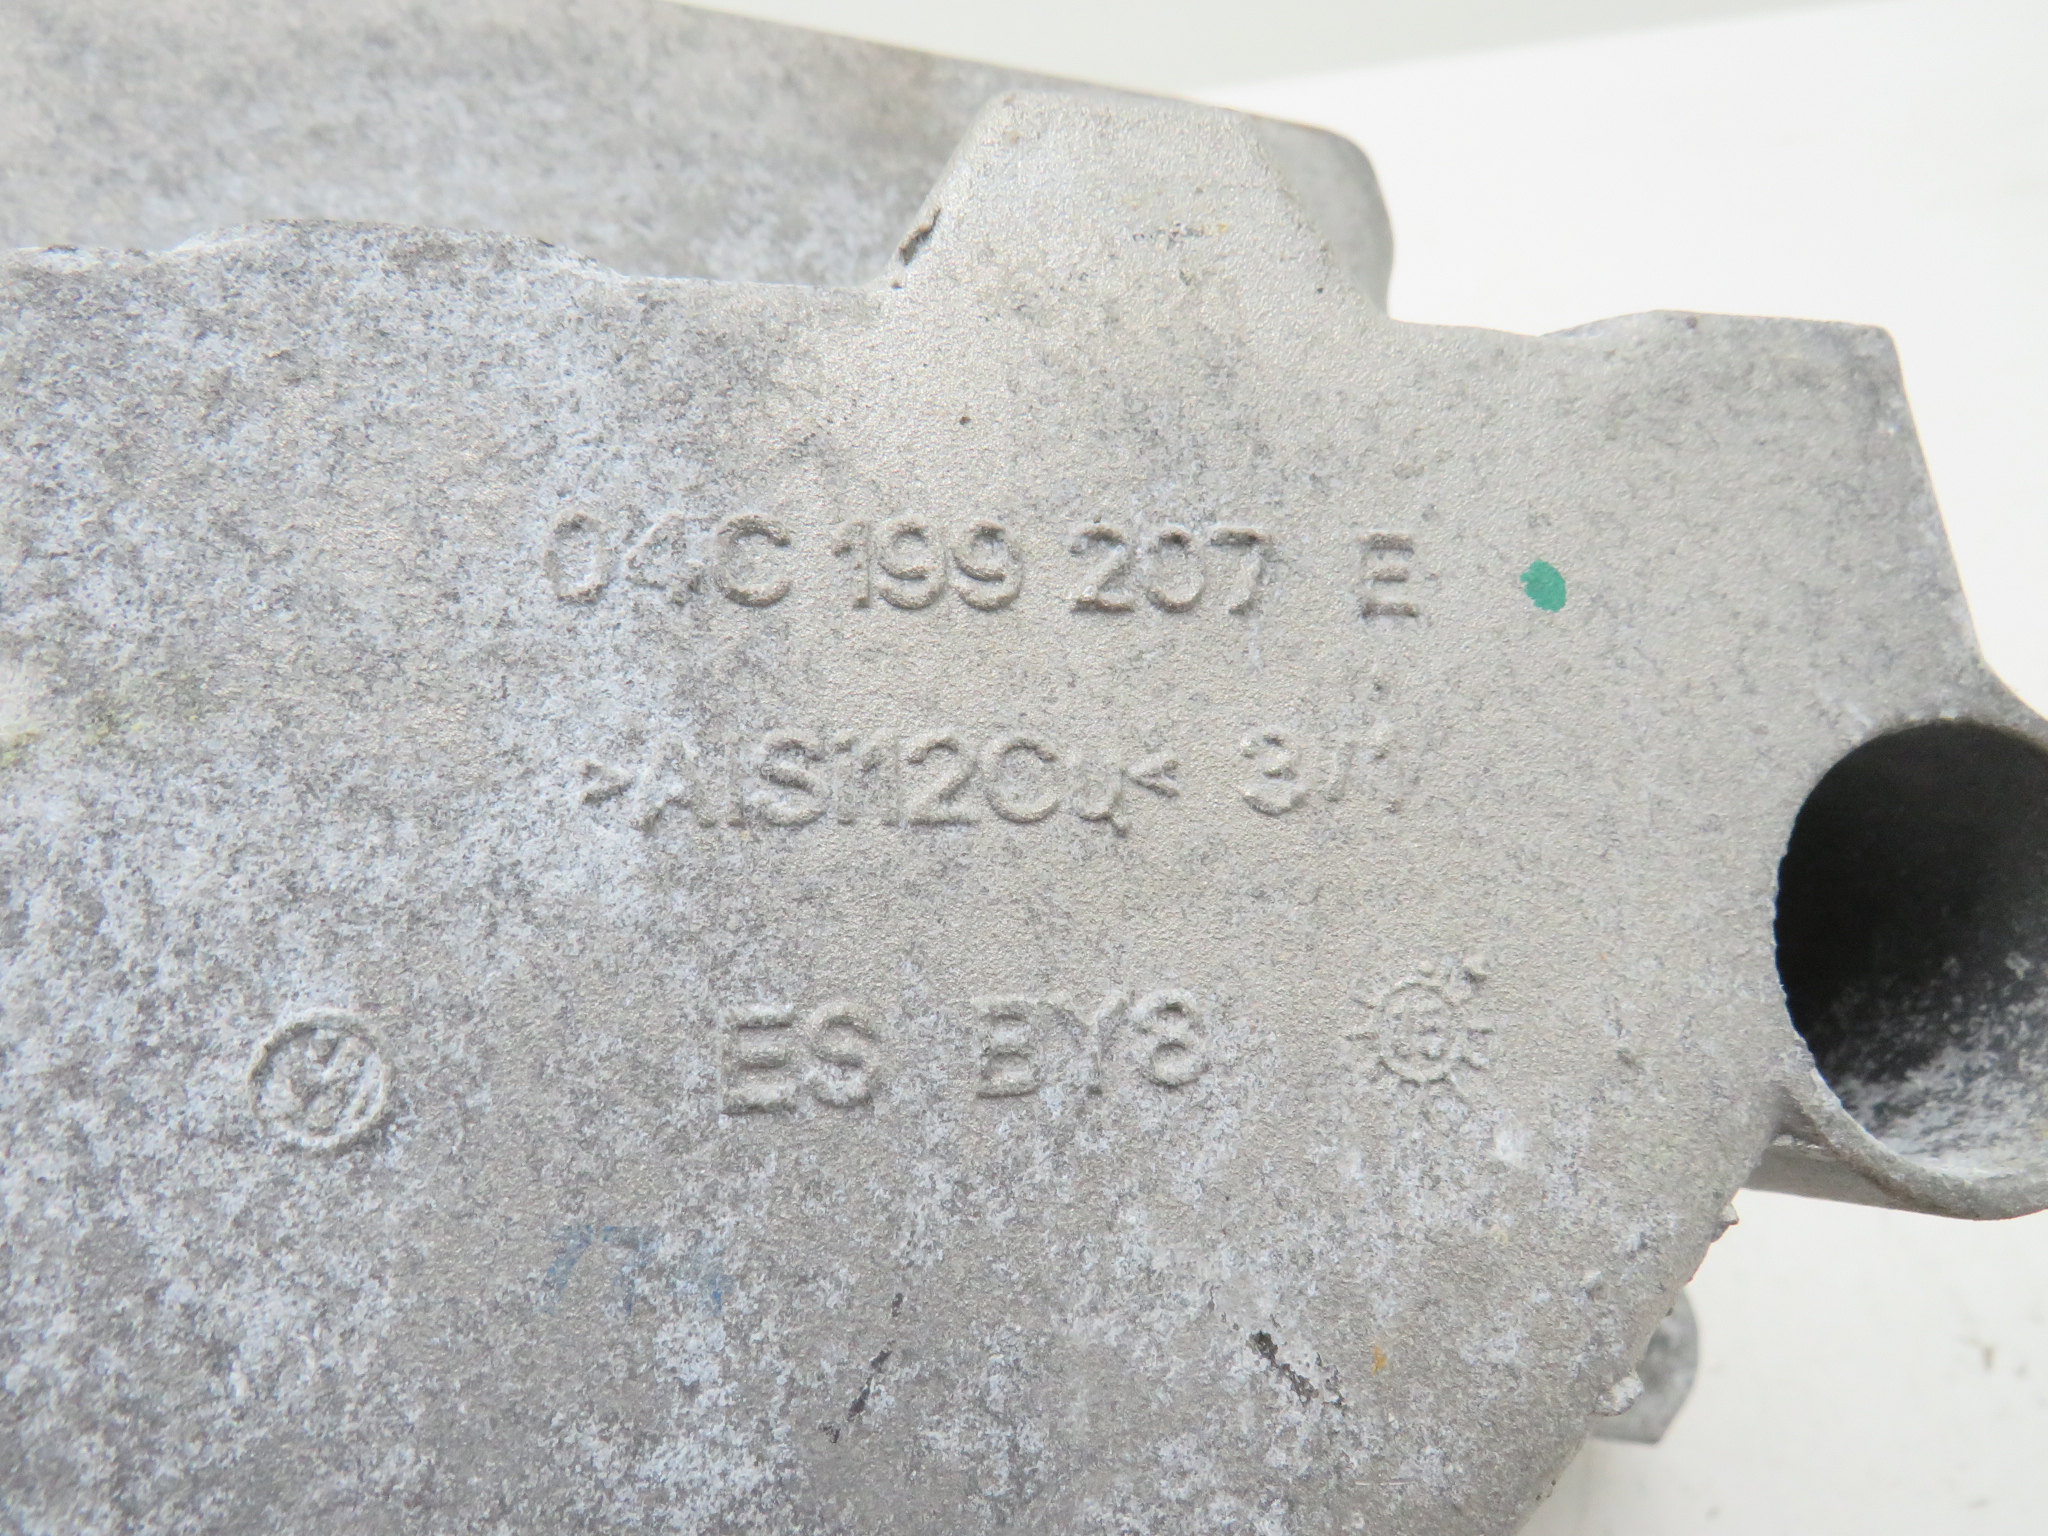 04C 199 207 E
>AlSi12Cu< 3/1
ES BY8